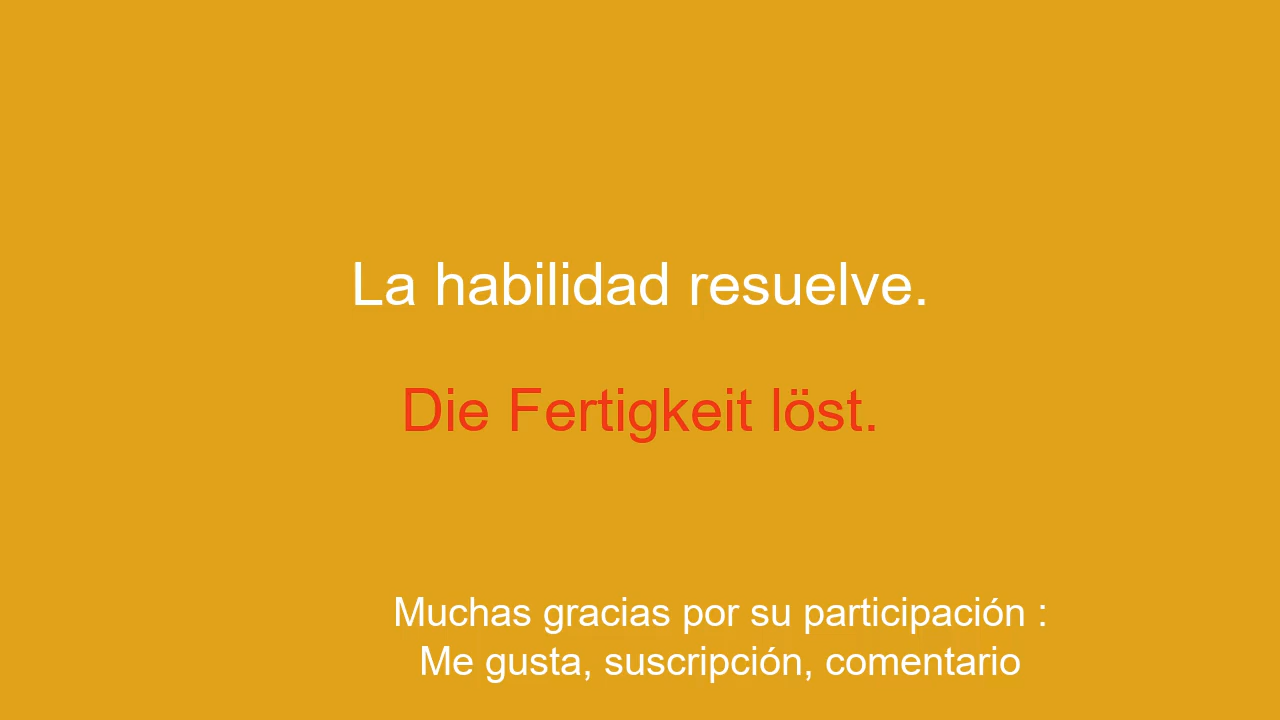 La habilidad resuelve.
Die Fertigkeit löst.
Muchas gracias por su participación :
Me gusta, suscripción, comentario